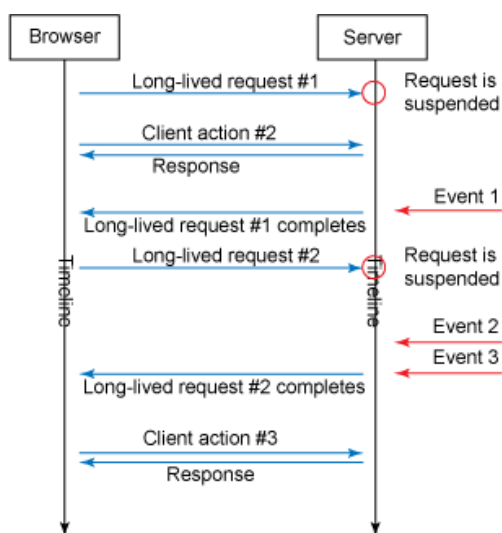 Browser
Server
Long-lived request #1
Request is
suspended
Client action #2
Response
Event 1
Long-lived request #1 completes
Long-lived request #2
Request is
suspended
Timeline
Timeline
Event 2
Event 3
Long-lived request #2 completes
Client action #3
Response